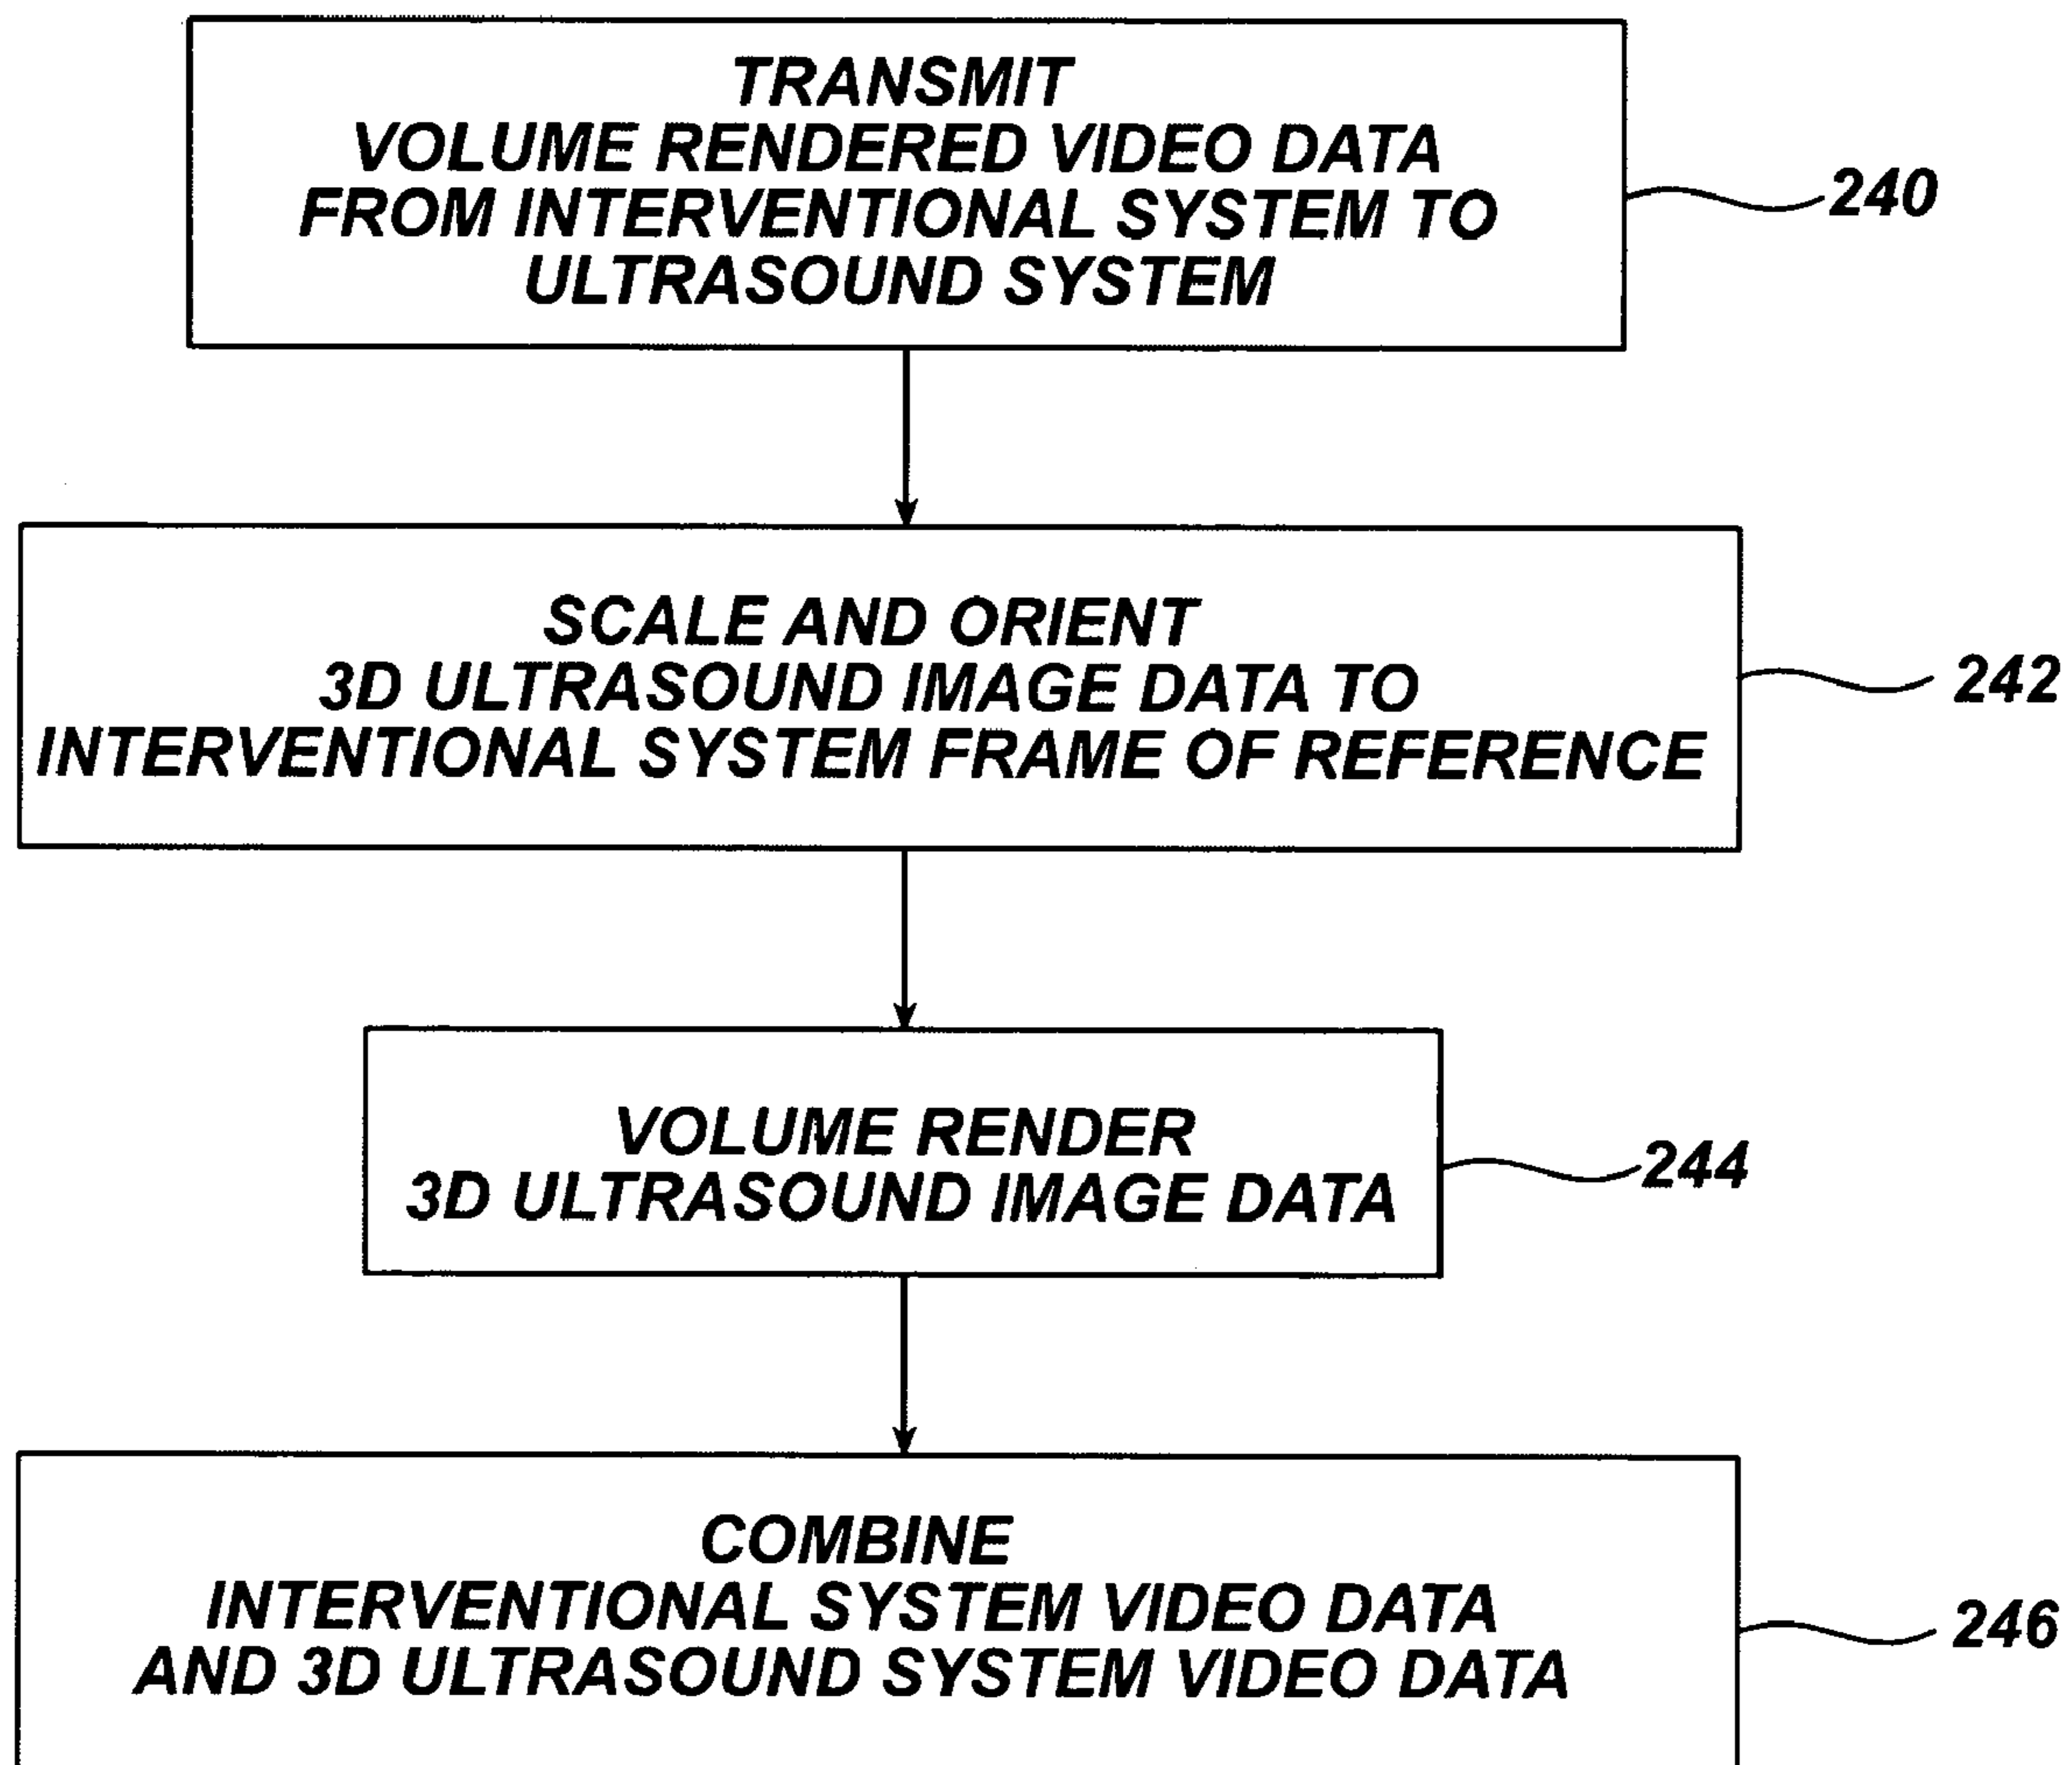 TRANSMIT
VOLUME RENDERED VIDEO DATA
FROM INTERVENTIONAL SYSTEM TO
ULTRASOUND SYSTEM
240
SCALE AND ORIENT
3D ULTRASOUND IMAGE DATA TO
INTERVENTIONAL SYSTEM FRAME OF REFERENCE
242
VOLUME RENDER
3D ULTRASOUND IMAGE DATA
244
COMBINE
INTERVENTIONAL SYSTEM VIDEO DATA
AND 3D ULTRASOUND SYSTEM VIDEO DATA
246